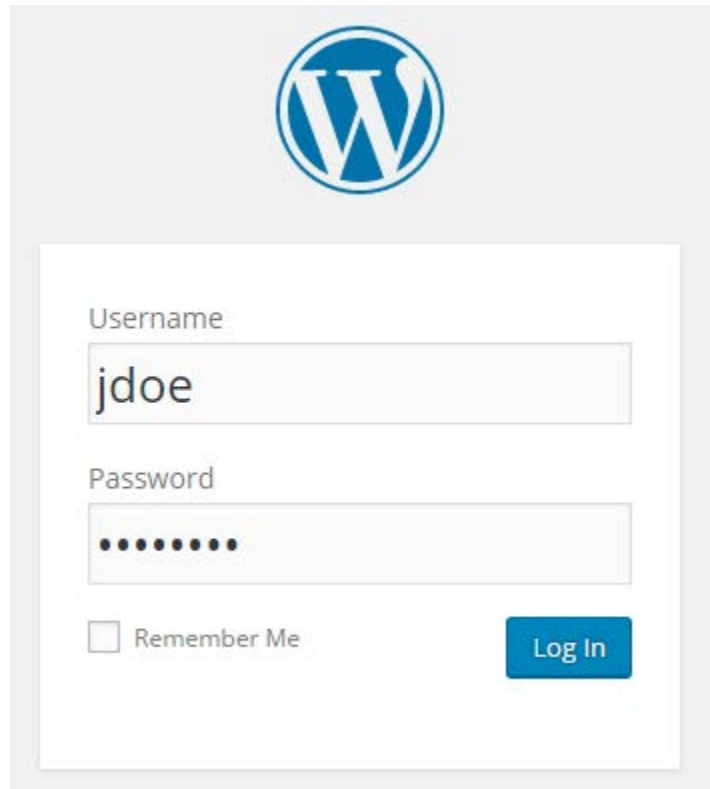 Username
jdoe
Password
••••••••
Remember Me
Log In